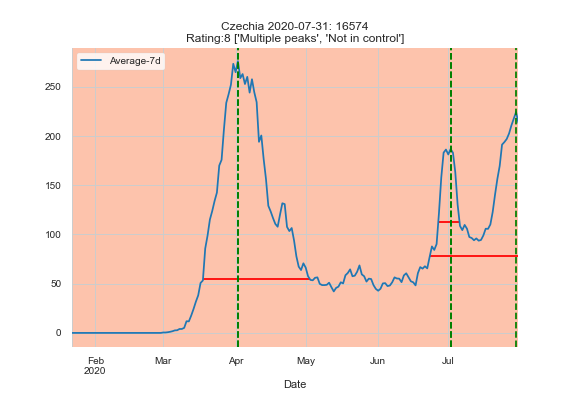 Czechia 2020-07-31: 16574
Rating:8 ['Multiple peaks', 'Not in control']
Average-7d
250
200
150
100
50
0
Feb Mar Apr May Jun Jul
2020
Date